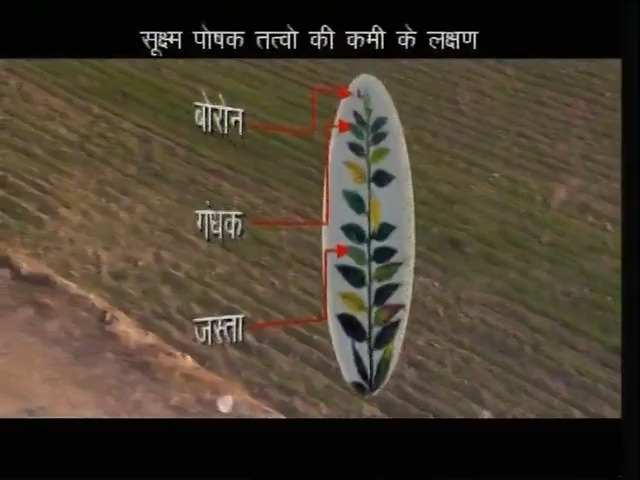 सूक्ष्म पोषक तत्वो की कमी के लक्षण
बोरोन
गंधक
जस्ता